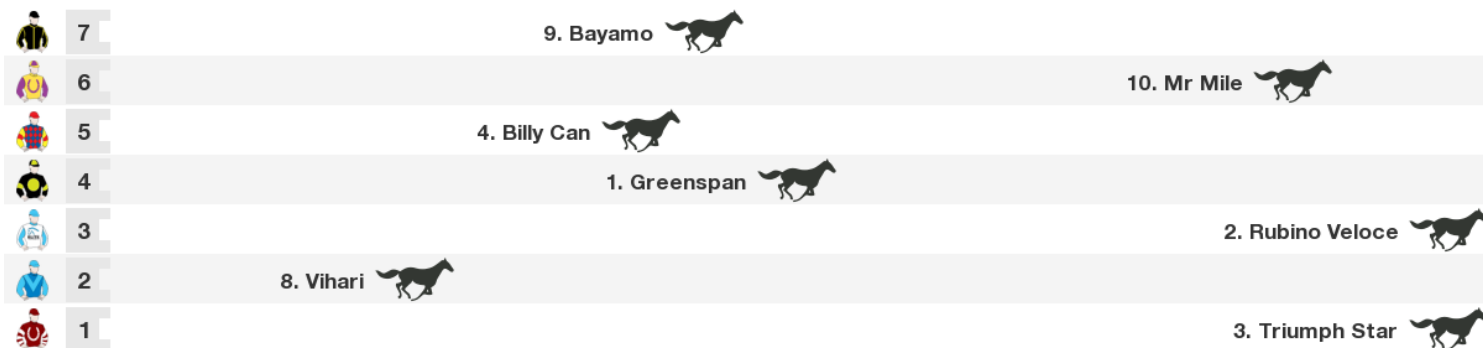 7 9. Bayamo
6 10. Mr Mile
5 4. Billy Can
4 1. Greenspan
3 2. Rubino Veloce
2 8. Vihari
1 3. Triumph Star